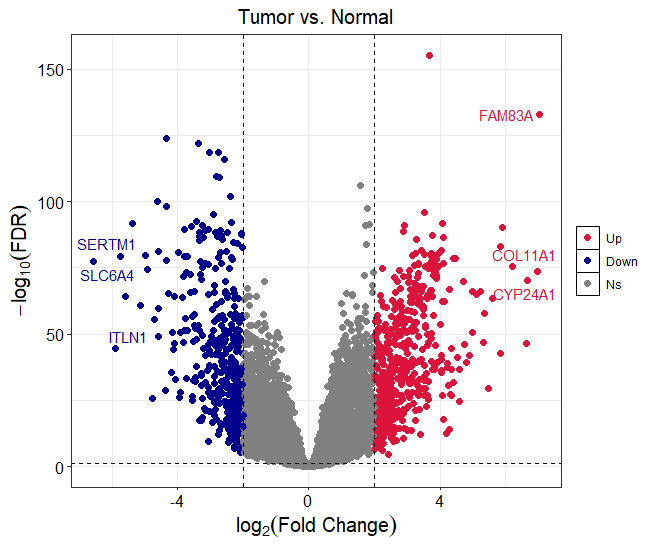 Tumor vs. Normal
150
100
50
0
−log10(FDR)
FAM83A
SERTM1
SLC6A4
ITLN1
COL11A1
CYP24A1
Up
Down
Ns
-4
0
4
log2(Fold Change)